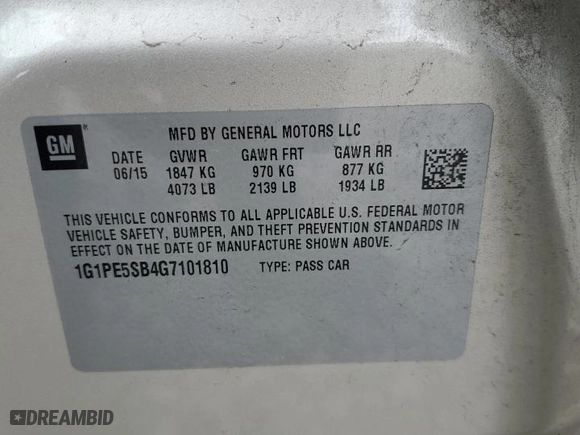 GM ®
MFD BY GENERAL MOTORS LLC
DATE GVWR GAWR FRT GAWR RR
06/15 1847 KG 970 KG 877 KG
4073 LB 2139 LB 1934 LB
THIS VEHICLE CONFORMS TO ALL APPLICABLE U.S. FEDERAL MOTOR
VEHICLE SAFETY, BUMPER, AND THEFT PREVENTION STANDARDS IN
EFFECT ON THE DATE OF MANUFACTURE SHOWN ABOVE.
1G1PE5SB4G7101810 TYPE: PASS CAR
DREAMBID